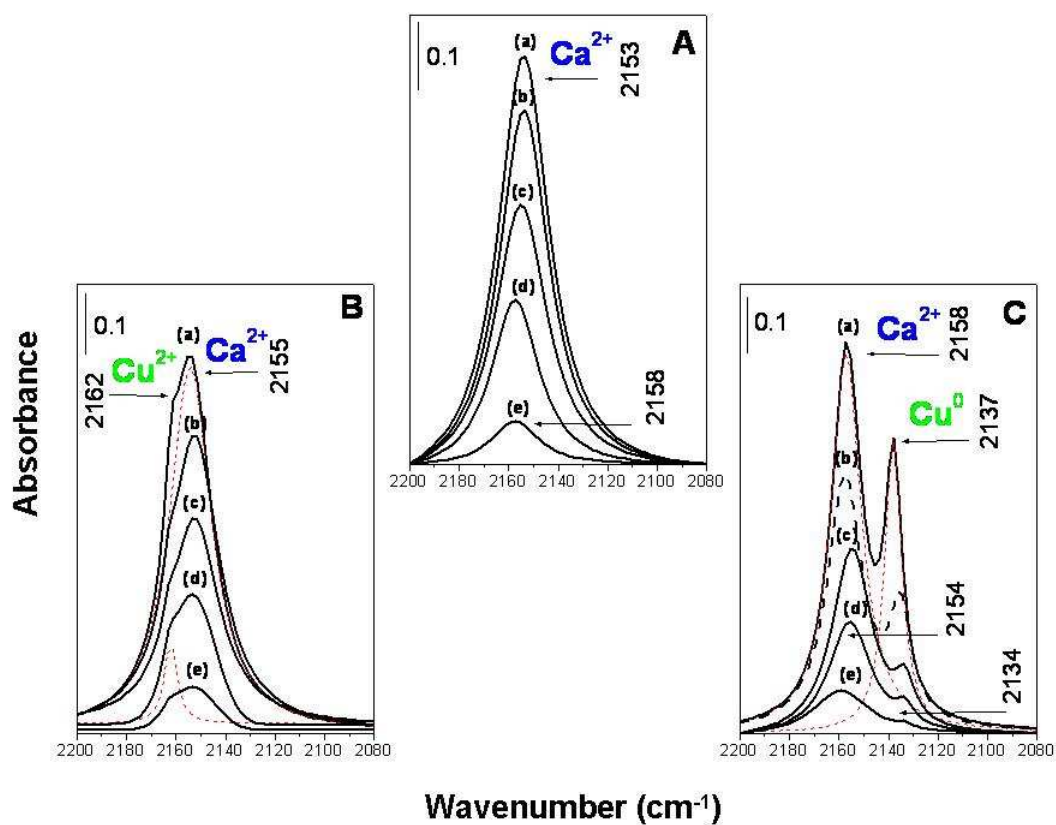 0.1
A
(a)
Ca2+
2153
(b)
(c)
(d)
(e)
2158
2200 2180 2160 2140 2120 2100 2080
0.1
B
(a)
Ca2+
2155
Cu2+
2162
(b)
(c)
(d)
(e)
2200 2180 2160 2140 2120 2100 2080
0.1
C
(a)
Ca2+
2158
Cu0
2137
(b)
(c)
(d)
2154
(e)
2134
2200 2180 2160 2140 2120 2100 2080
Absorbance
Wavenumber (cm-1)